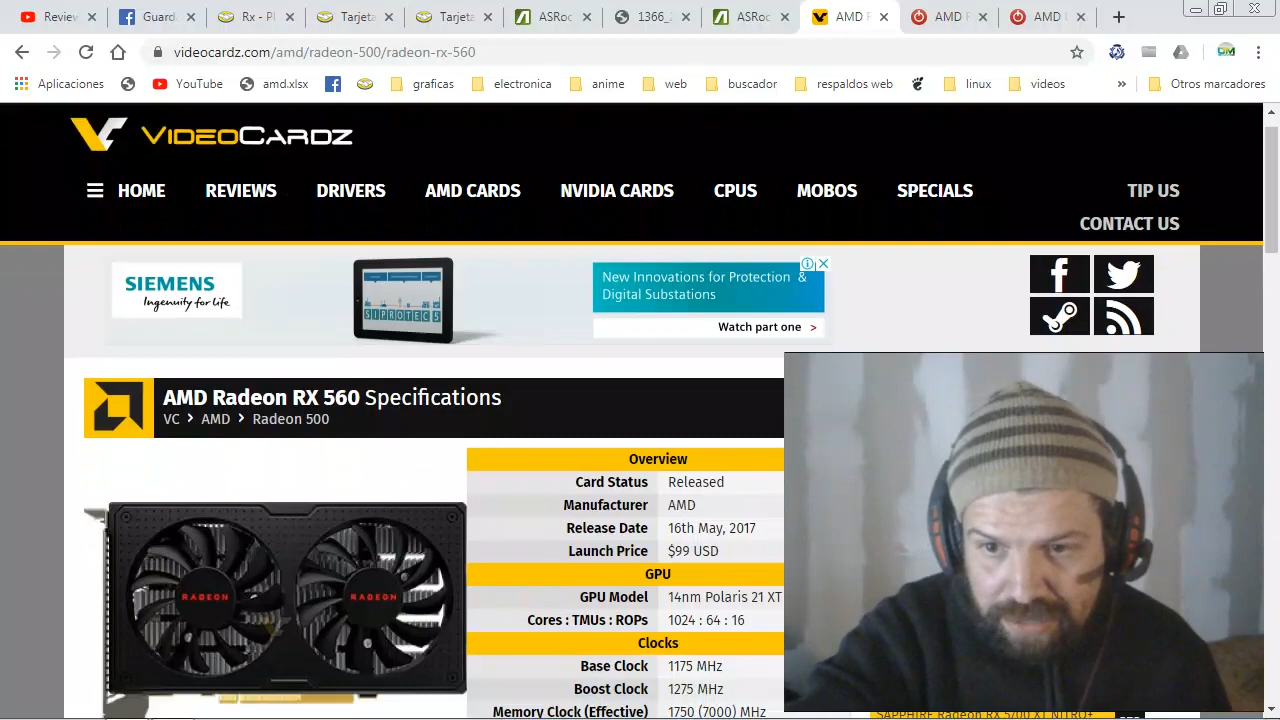 Review
Guard
Rx - Pl
Tarjeta
Tarjeta
ASRoc
1366_
ASRoc
AMD F
AMD F
AMD
videocardz.com/amd/radeon-500/radeon-rx-560
Aplicaciones
YouTube
amd.xlsx
graficas
electronica
anime
web
buscador
respaldos web
linux
videos
»
Otros marcadores
VIDEOCARDZ
HOME
REVIEWS
DRIVERS
AMD CARDS
NVIDIA CARDS
CPUS
MOBOS
SPECIALS
TIP US
CONTACT US
SIEMENS
Ingenuity for life
SIPROTEC 5
New Innovations for Protection &
Digital Substations
Watch part one >
AMD Radeon RX 560 Specifications
VC > AMD > Radeon 500
RADEON
RADEON
Overview
Card Status Released
Manufacturer AMD
Release Date 16th May, 2017
Launch Price $99 USD
GPU
GPU Model 14nm Polaris 21 XT
Cores : TMUs : ROPs 1024 : 64 : 16
Clocks
Base Clock 1175 MHz
Boost Clock 1275 MHz
Memory Clock (Effective) 1750 (7000) MHz
SAPPHIRE Radeon RX 5700 XT NITRO+